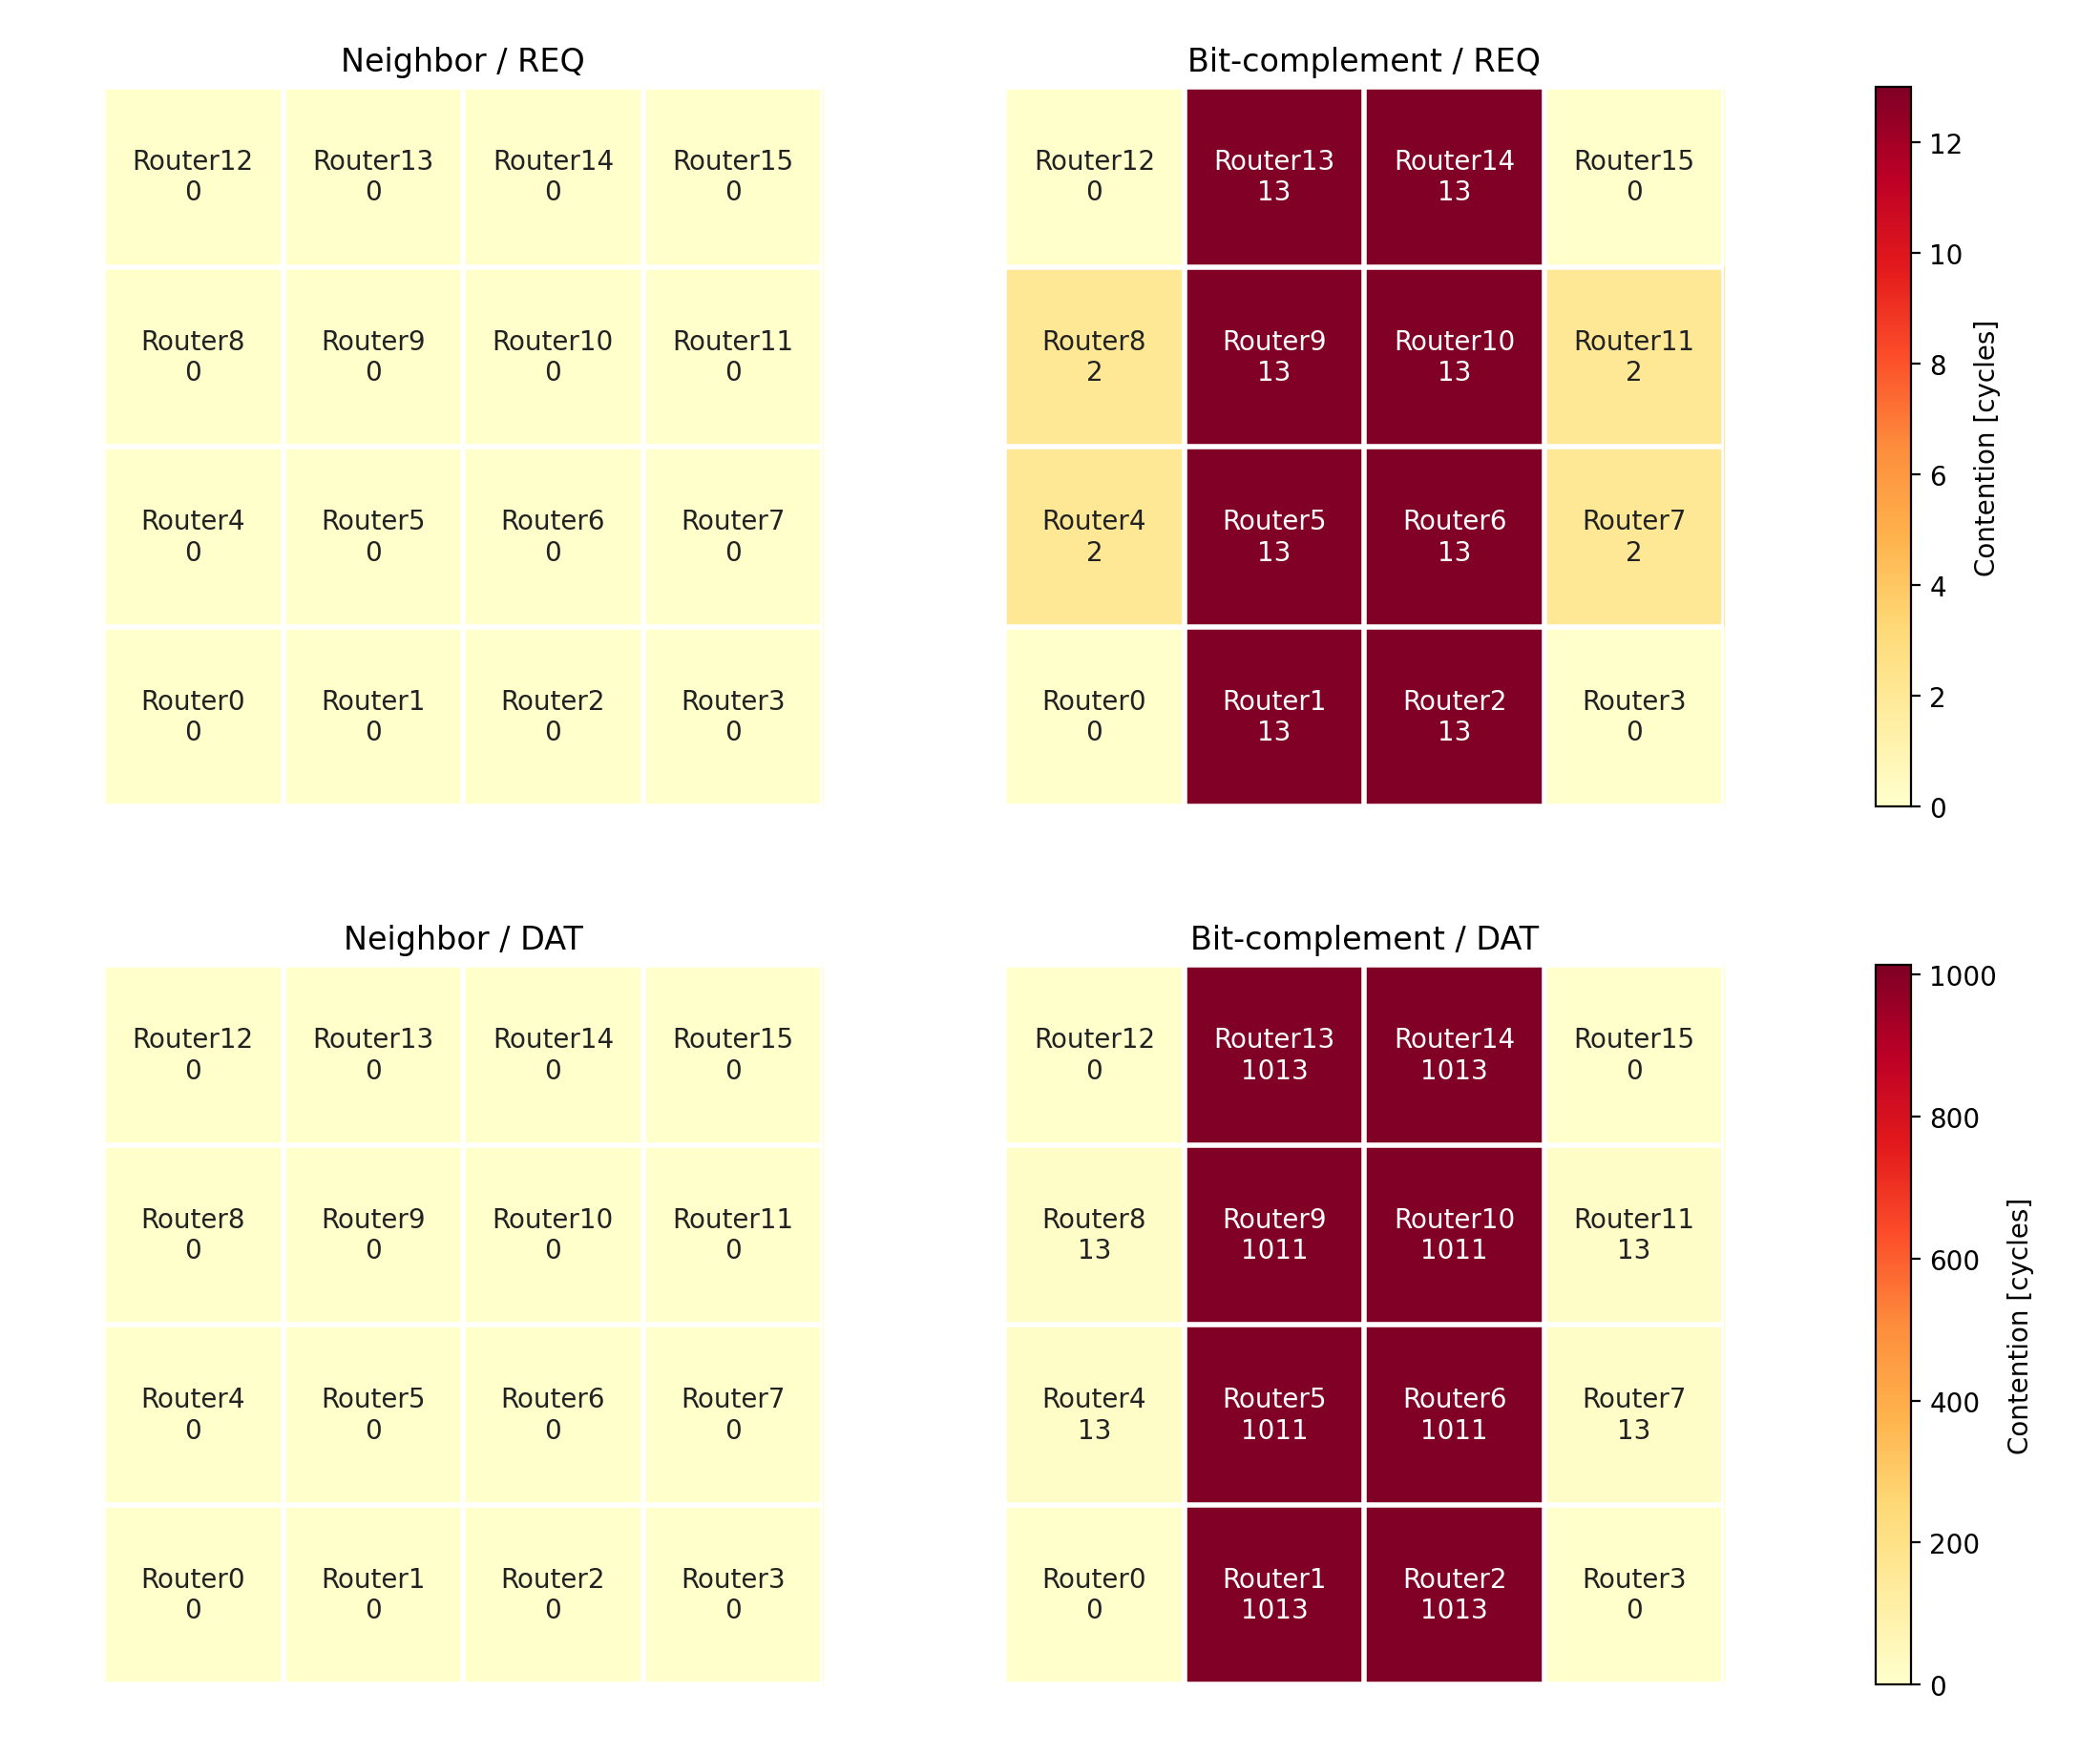 Neighbor / REQ
Router12
0
Router13
0
Router14
0
Router15
0
Router8
0
Router9
0
Router10
0
Router11
0
Router4
0
Router5
0
Router6
0
Router7
0
Router0
0
Router1
0
Router2
0
Router3
0
Bit-complement / REQ
Router12
0
Router13
13
Router14
13
Router15
0
Router8
2
Router9
13
Router10
13
Router11
2
Router4
2
Router5
13
Router6
13
Router7
2
Router0
0
Router1
13
Router2
13
Router3
0
12
10
8
6
4
2
0
Contention [cycles]
Neighbor / DAT
Router12
0
Router13
0
Router14
0
Router15
0
Router8
0
Router9
0
Router10
0
Router11
0
Router4
0
Router5
0
Router6
0
Router7
0
Router0
0
Router1
0
Router2
0
Router3
0
Bit-complement / DAT
Router12
0
Router13
1013
Router14
1013
Router15
0
Router8
13
Router9
1011
Router10
1011
Router11
13
Router4
13
Router5
1011
Router6
1011
Router7
13
Router0
0
Router1
1013
Router2
1013
Router3
0
1000
800
600
400
200
0
Contention [cycles]